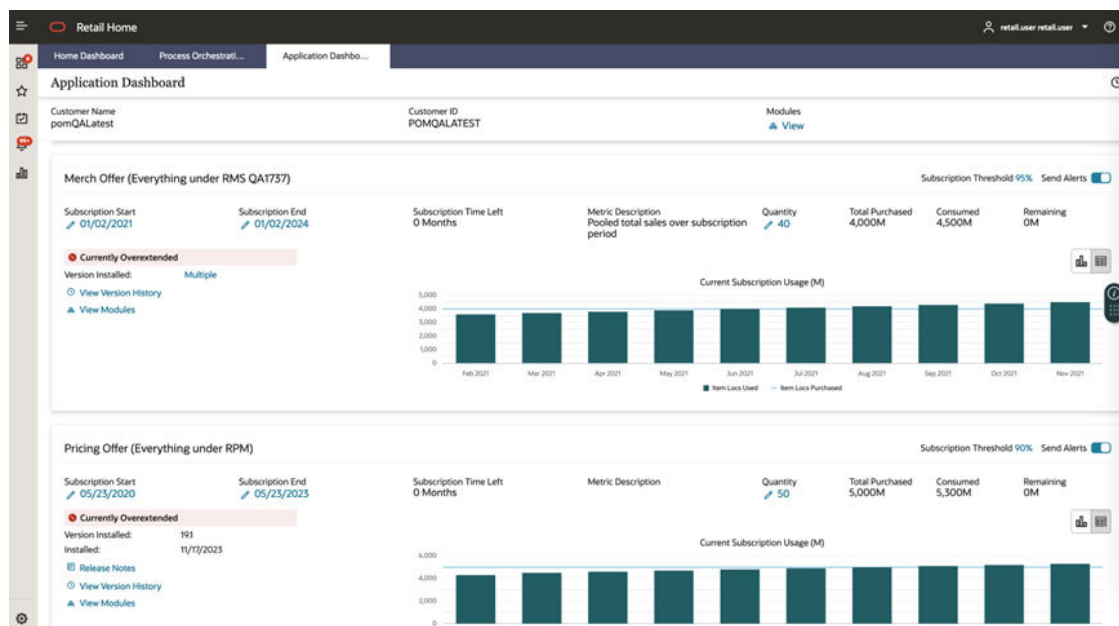 Retail Home
retail.user retail.user
Home Dashboard Process Orchestrati... Application Dashbo...
Application Dashboard
Customer Name Customer ID Modules
pomQALatest POMQALATEST View
Merch Offer (Everything under RMS QA1737) Subscription Threshold 95% Send Alerts
Subscription Start Subscription End Subscription Time Left Metric Description Quantity Total Purchased Consumed Remaining
01/02/2021 01/02/2024 0 Months Pooled total sales over subscription period 40 4,000M 4,500M 0M
Currently Overextended
Version Installed: Multiple
View Version History
View Modules
Current Subscription Usage (M)
5,000
4,000
3,000
2,000
1,000
0
Feb 2021 Mar 2021 Apr 2021 May 2021 Jun 2021 Jul 2021 Aug 2021 Sep 2021 Oct 2021 Nov 2021
Item Locs Used Item Locs Purchased
Pricing Offer (Everything under RPM) Subscription Threshold 90% Send Alerts
Subscription Start Subscription End Subscription Time Left Metric Description Quantity Total Purchased Consumed Remaining
05/23/2020 05/23/2023 0 Months 50 5,000M 5,300M 0M
Currently Overextended
Version Installed: 19.1
Installed: 11/17/2023
Release Notes
View Version History
View Modules
Current Subscription Usage (M)
6,000
4,000
2,000
0